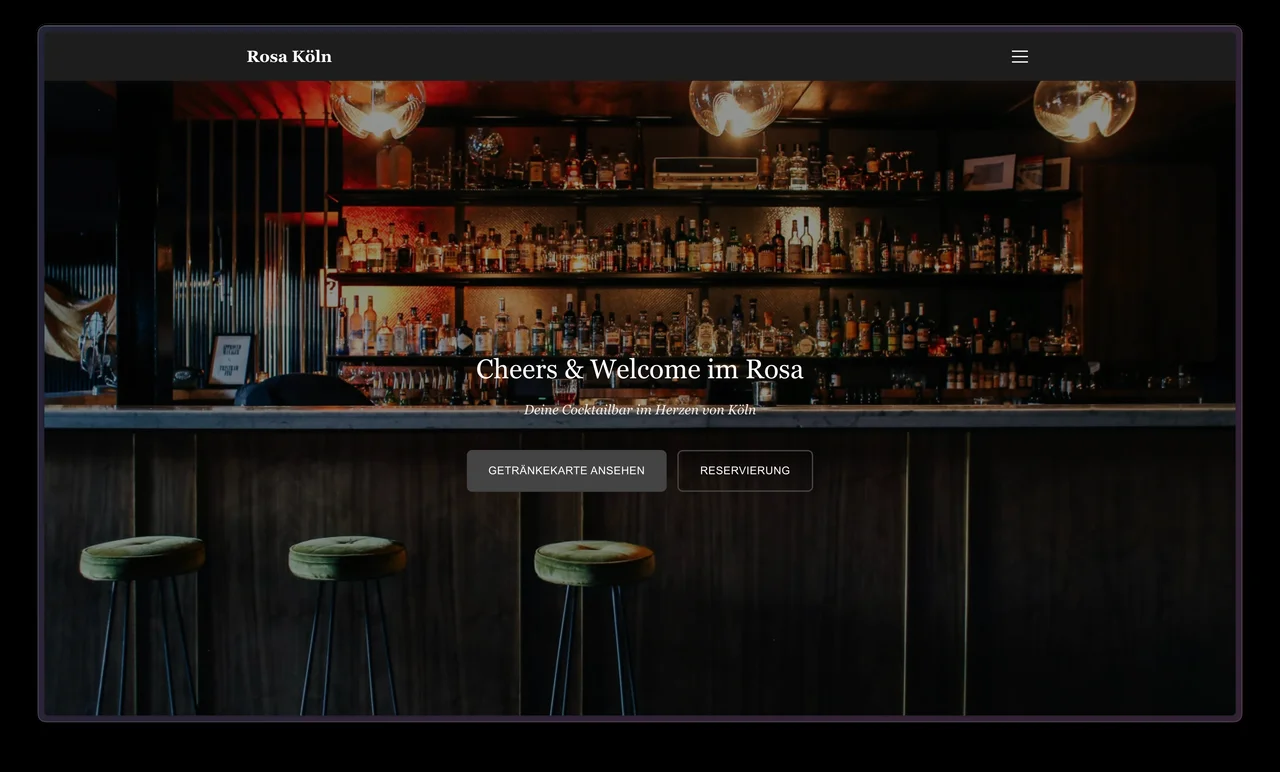 Rosa Köln
Cheers & Welcome im Rosa
Deine Cocktailbar im Herzen von Köln
GETRÄNKEKARTE ANSEHEN
RESERVIERUNG